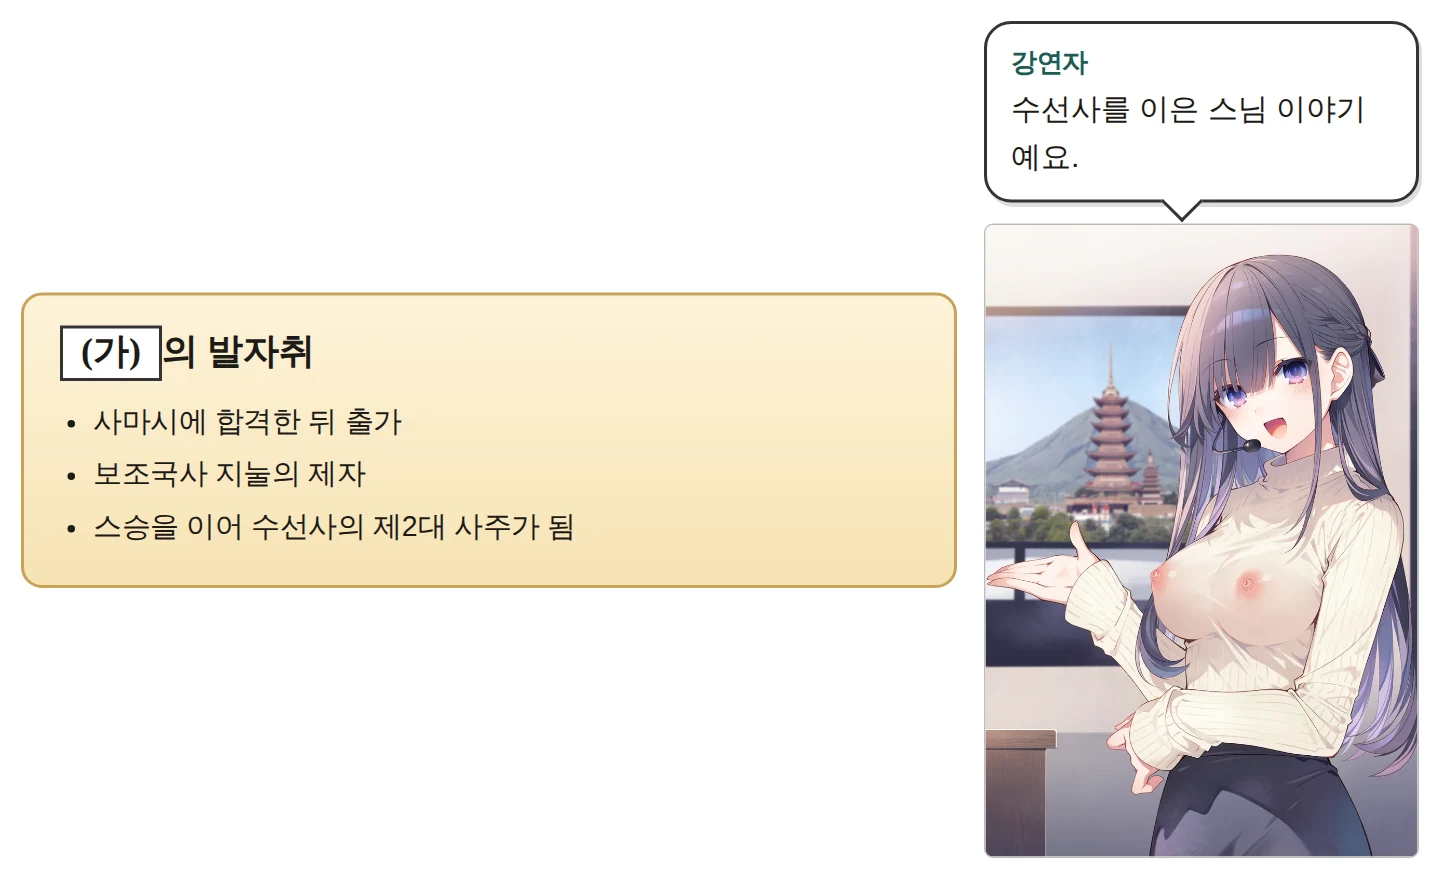 강연자
수선사를 이은 스님 이야기
예요.
(가)의 발자취
• 사마시에 합격한 뒤 출가
• 보조국사 지눌의 제자
• 스승을 이어 수선사의 제2대 사주가 됨